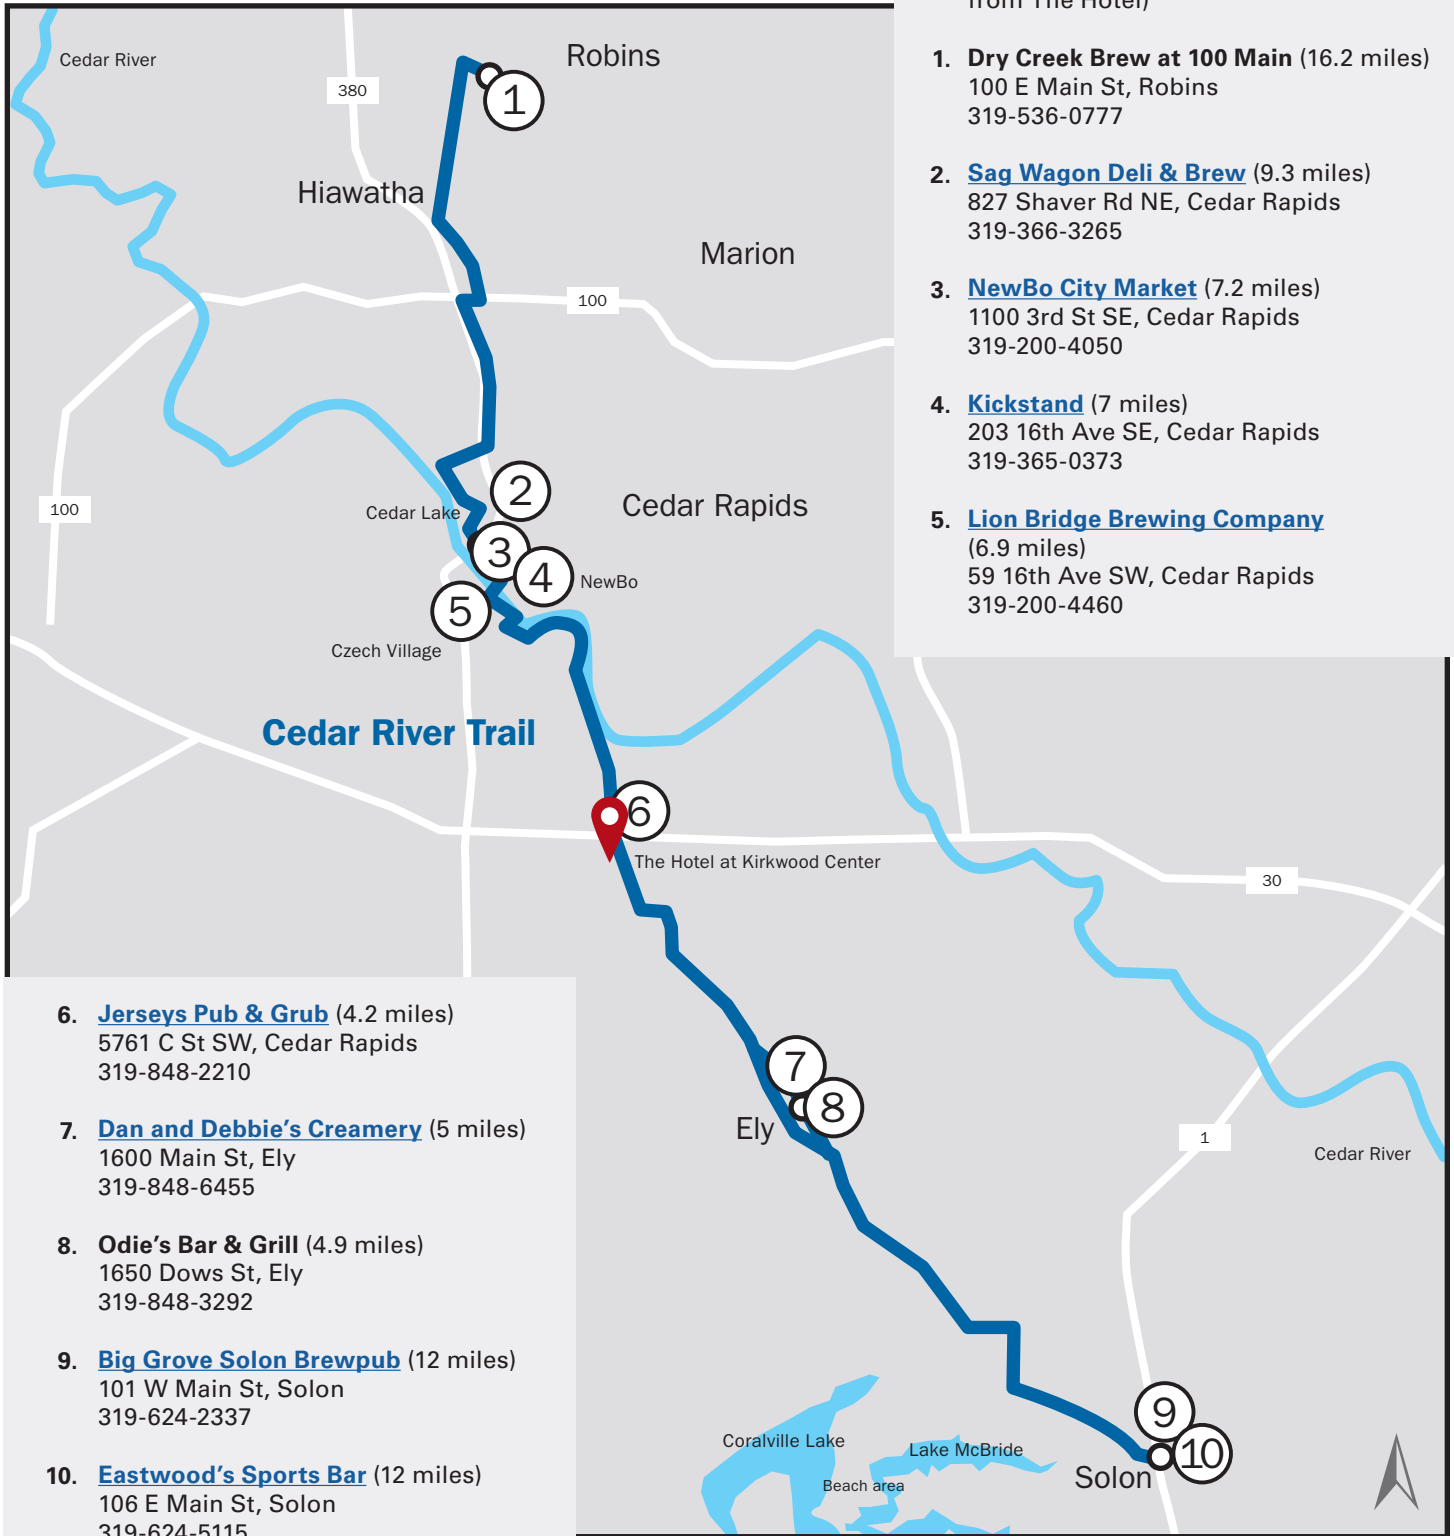 from The Hotel)
1. Dry Creek Brew at 100 Main (16.2 miles)
100 E Main St, Robins
319-536-0777
2. Sag Wagon Deli & Brew (9.3 miles)
827 Shaver Rd NE, Cedar Rapids
319-366-3265
3. NewBo City Market (7.2 miles)
1100 3rd St SE, Cedar Rapids
319-200-4050
4. Kickstand (7 miles)
203 16th Ave SE, Cedar Rapids
319-365-0373
5. Lion Bridge Brewing Company
(6.9 miles)
59 16th Ave SW, Cedar Rapids
319-200-4460
Cedar River
380
Robins
1
Hiawatha
Marion
100
100
2
Cedar Lake
Cedar Rapids
3
4
NewBo
5
Czech Village
Cedar River Trail
6
The Hotel at Kirkwood Center
30
7
8
Ely
1
Cedar River
9
10
Coralville Lake
Lake McBride
Beach area
Solon
6. Jerseys Pub & Grub (4.2 miles)
5761 C St SW, Cedar Rapids
319-848-2210
7. Dan and Debbie’s Creamery (5 miles)
1600 Main St, Ely
319-848-6455
8. Odie’s Bar & Grill (4.9 miles)
1650 Dows St, Ely
319-848-3292
9. Big Grove Solon Brewpub (12 miles)
101 W Main St, Solon
319-624-2337
10. Eastwood’s Sports Bar (12 miles)
106 E Main St, Solon
319-624-5115